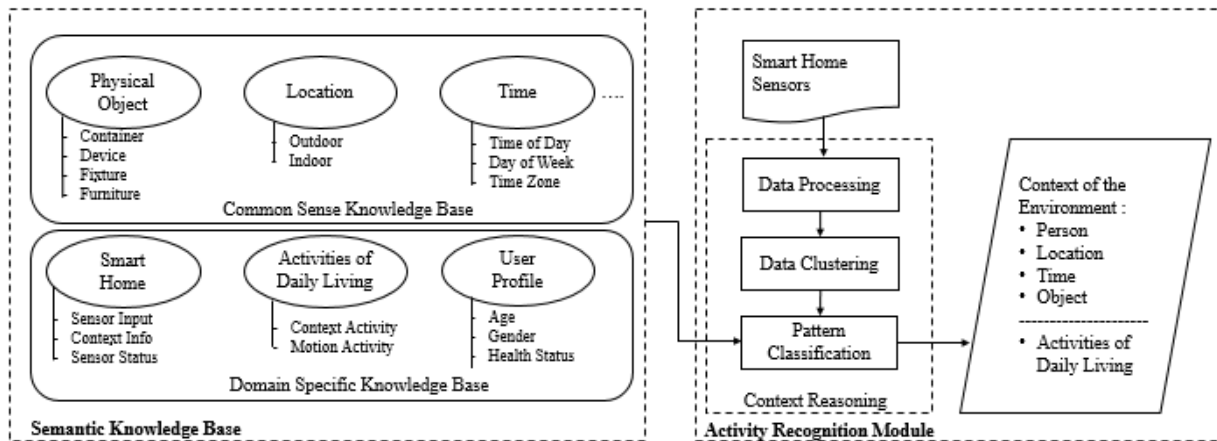 Physical
Object
Container
Device
Fixture
Furniture
Location
Outdoor
Indoor
Time
Time of Day
Day of Week
Time Zone
....
Common Sense Knowledge Base
Smart
Home
Sensor Input
Context Info
Sensor Status
Activities of
Daily Living
Context Activity
Motion Activity
User
Profile
Age
Gender
Health Status
Domain Specific Knowledge Base
Semantic Knowledge Base
Smart Home
Sensors
Data Processing
Data Clustering
Pattern
Classification
Context Reasoning
Context of the
Environment :
• Person
• Location
• Time
• Object
--------------------
• Activities of
Daily Living
Activity Recognition Module